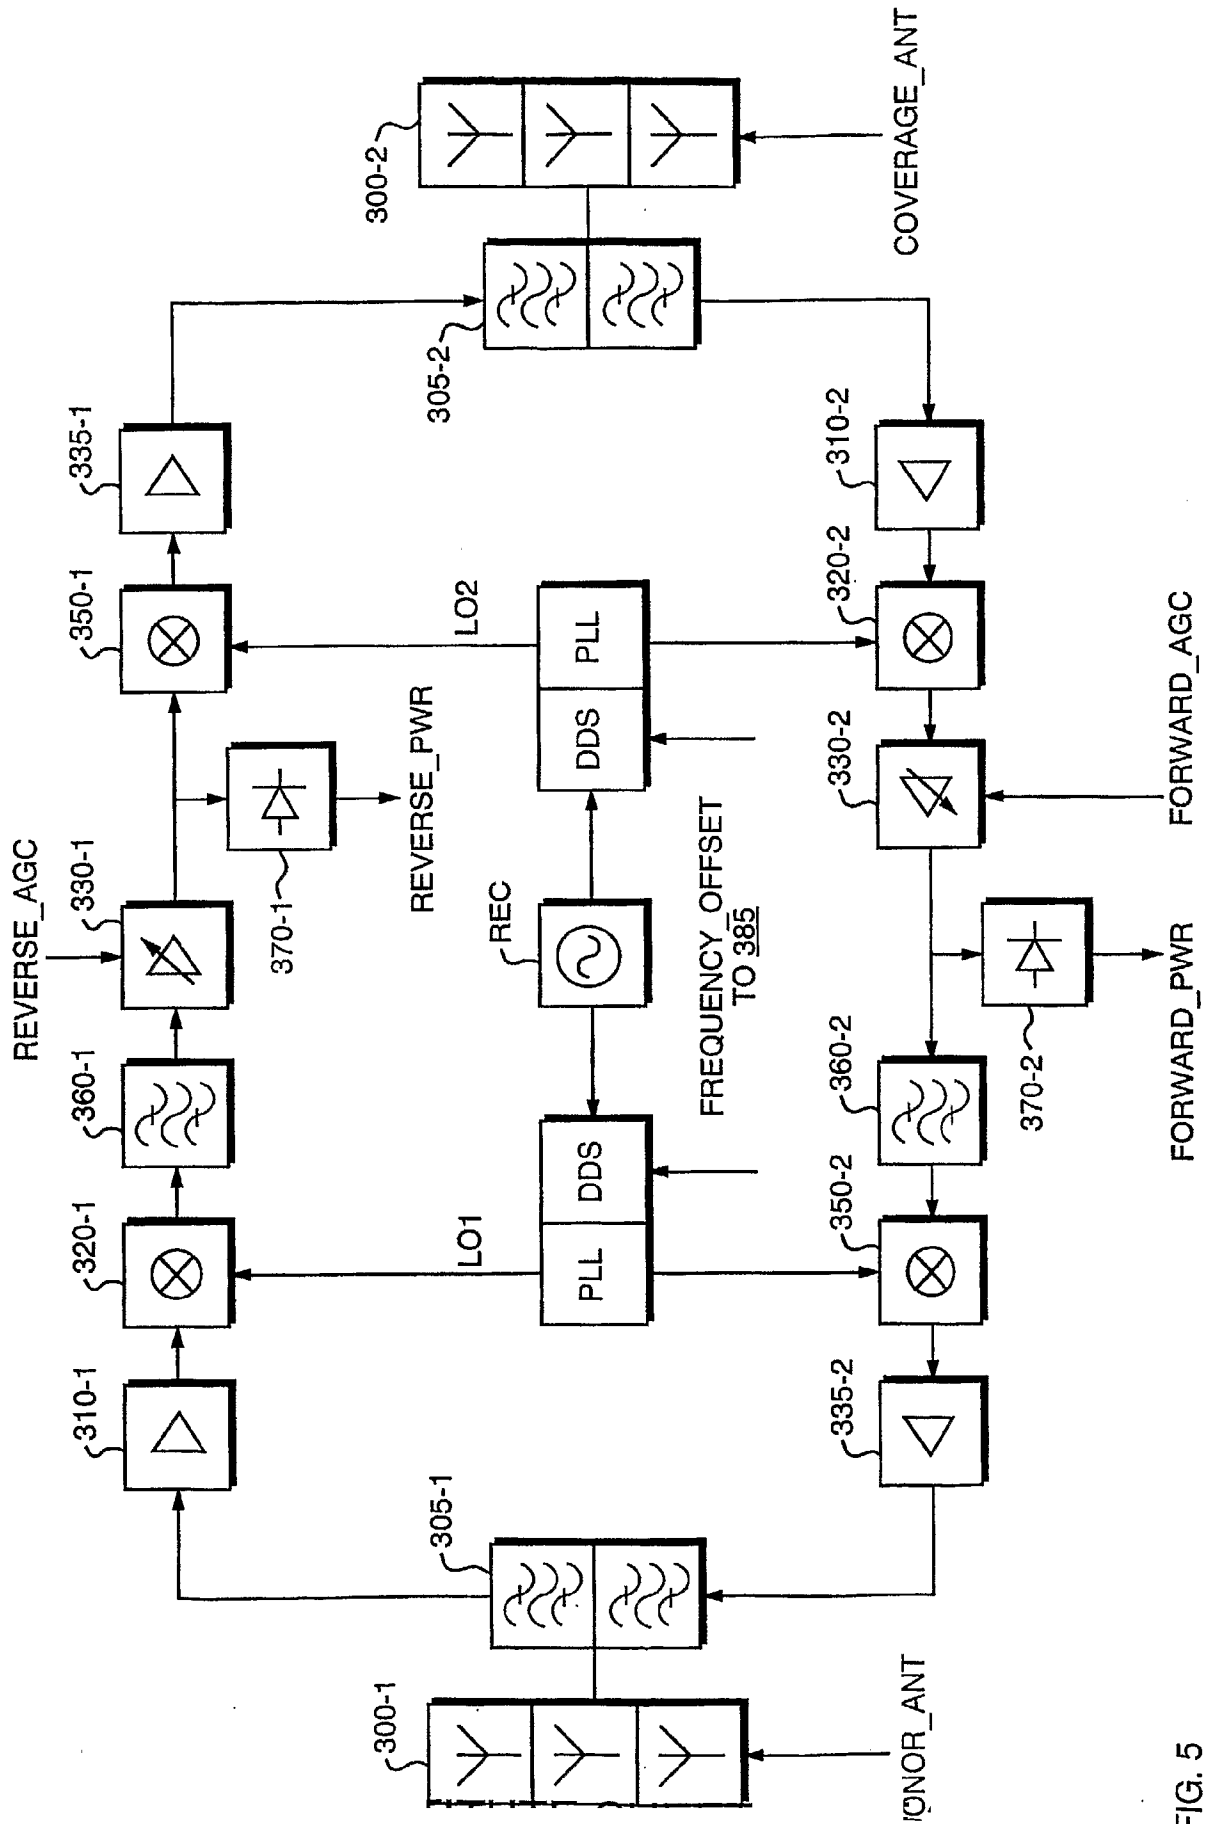 REVERSE_AGC
310-1
320-1
360-1
330-1
350-1
335-1
370-1
REVERSE_PWR
LO1
LO2
300-1
305-1
PLL
DDS
REC
DDS
PLL
305-2
300-2
FREQUENCY_OFFSET
TO 385
335-2
350-2
360-2
330-2
320-2
310-2
370-2
ONOR_ANT
COVERAGE_ANT
FORWARD_PWR
FORWARD_AGC
FIG. 5